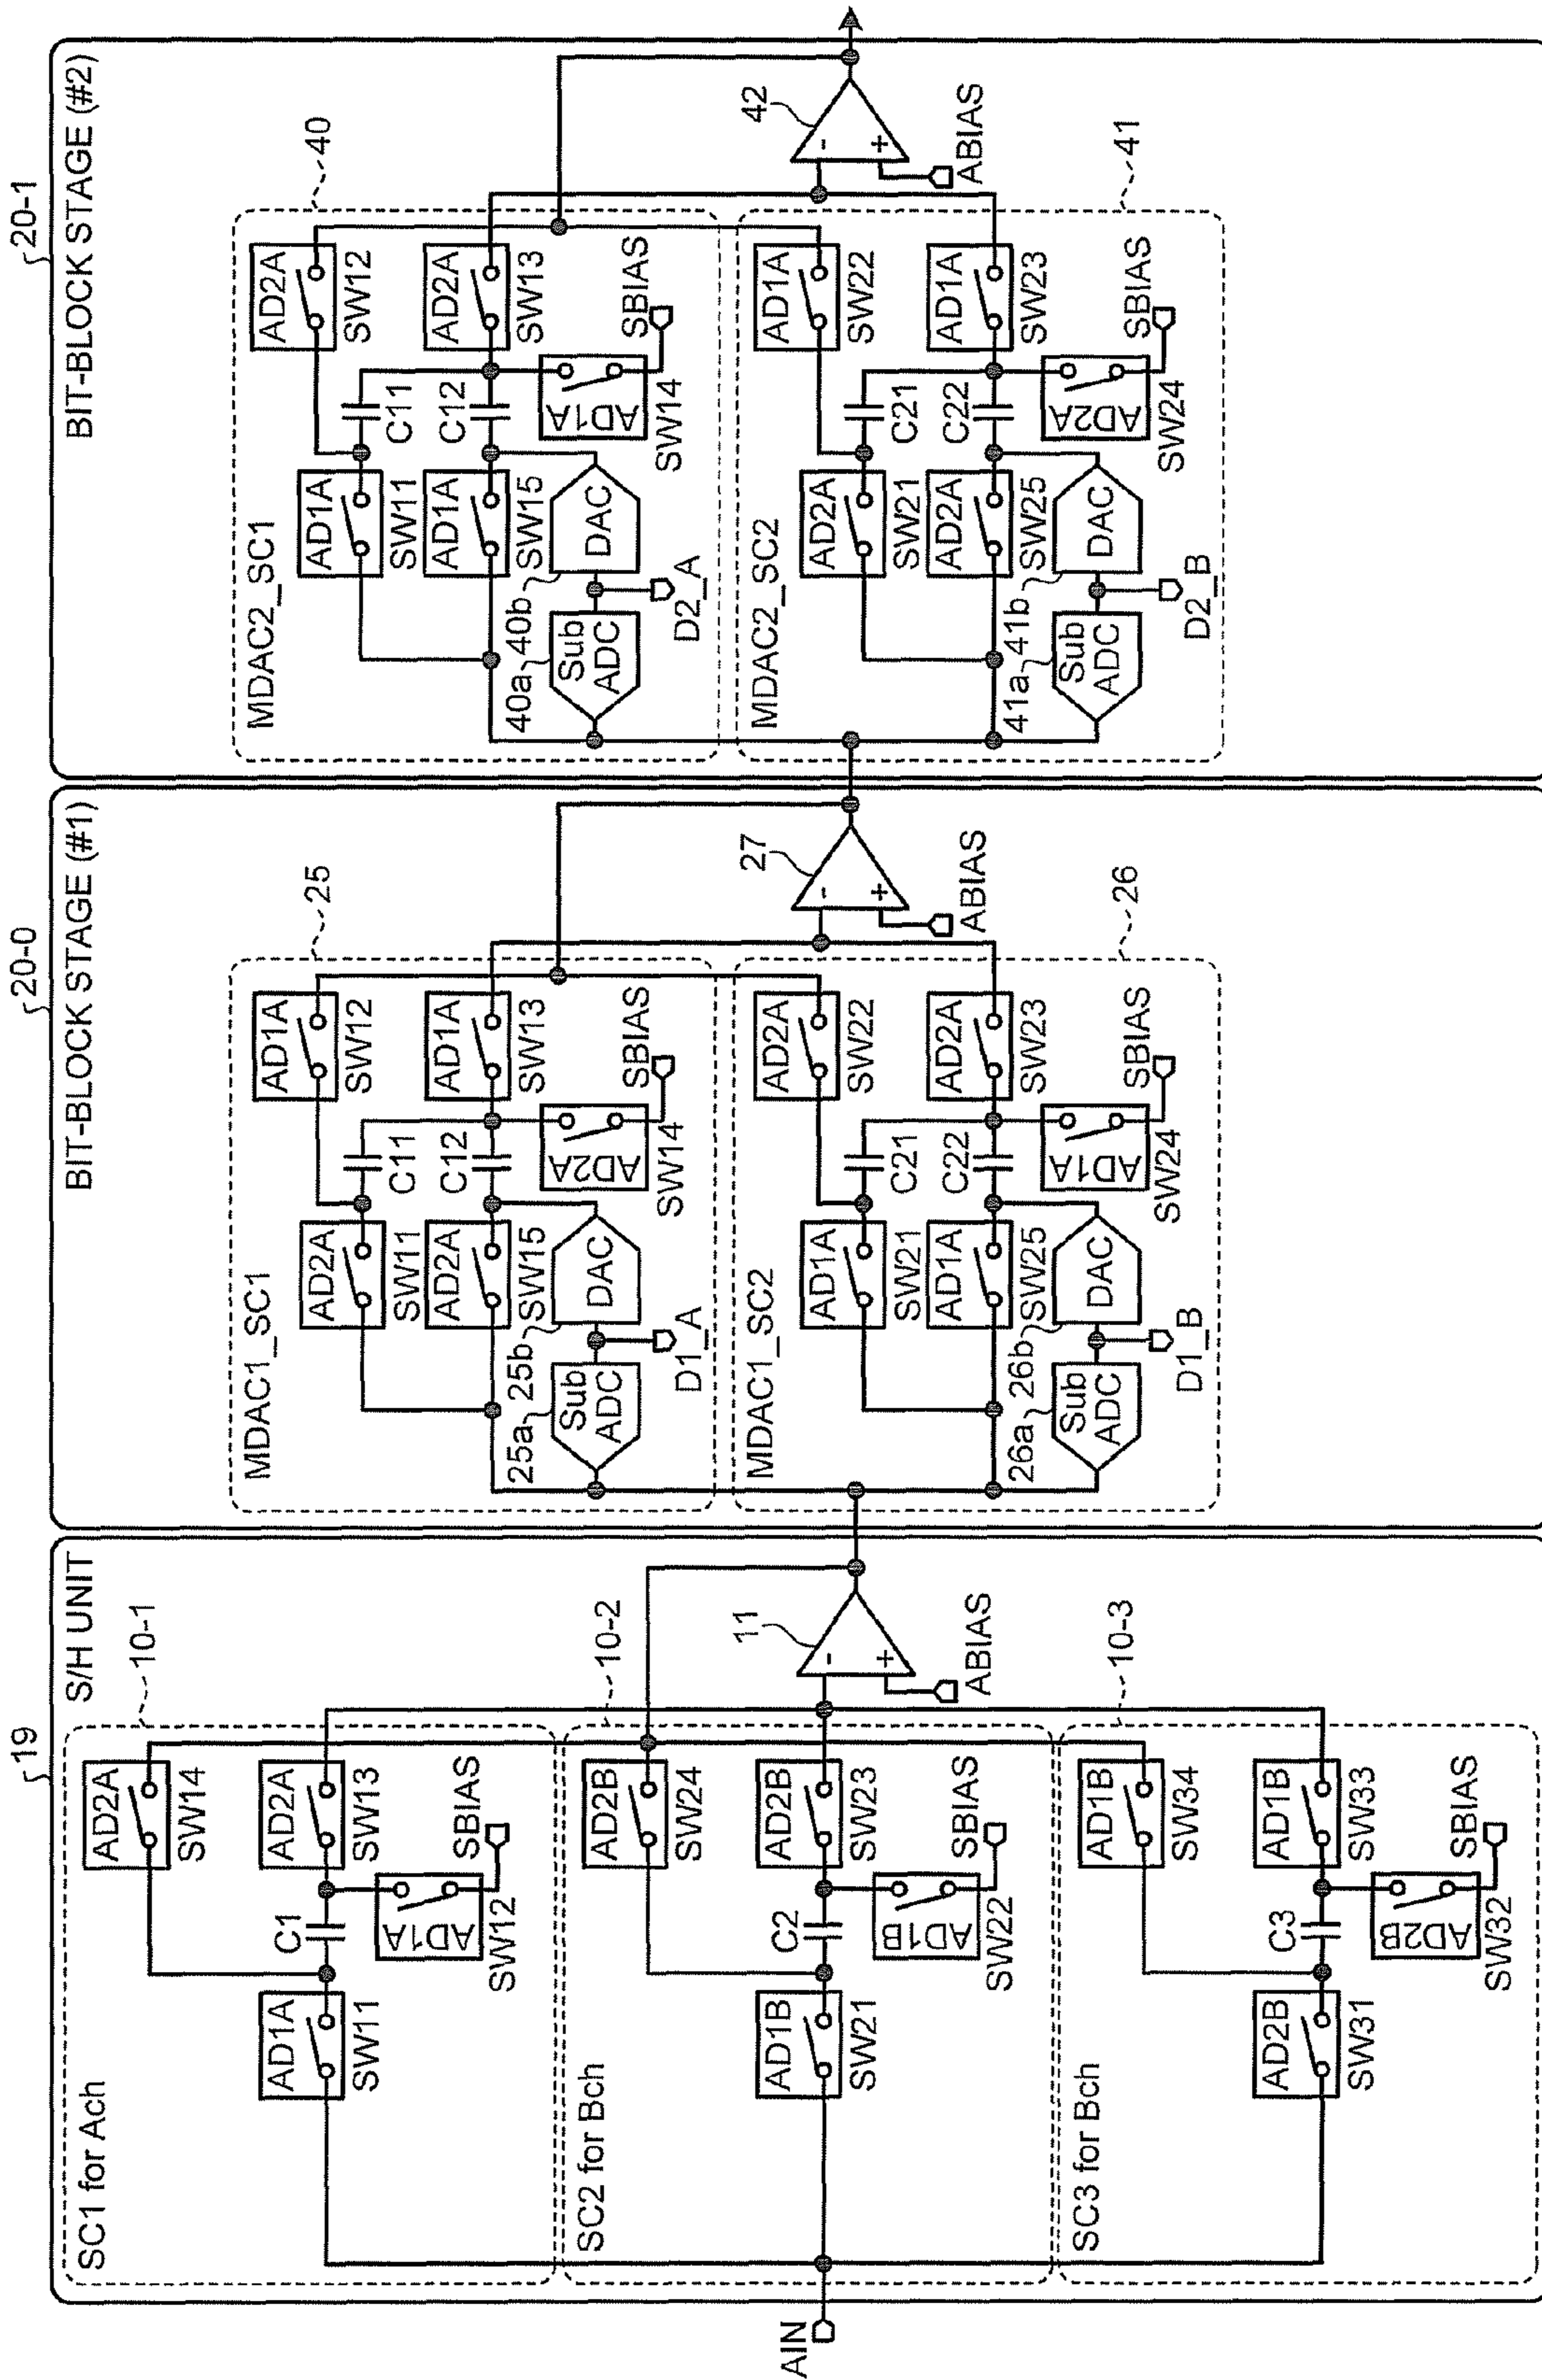 19
S/H UNIT
SC1 for Ach
10-1
AD2A
SW14
AD1A
SW11
C1
AD2A
SW13
AD1A
SW12
SBIAS
SC2 for Bch
10-2
AD2B
SW24
AD1B
SW21
C2
AD2B
SW23
AD1B
SW22
SBIAS
SC3 for Bch
10-3
AD1B
SW34
AD2B
SW31
C3
AD1B
SW33
AD2B
SW32
SBIAS
AIN
11
-
+
ABIAS
20-0
BIT-BLOCK STAGE (#1)
25
MDAC1_SC1
AD1A
SW12
AD2A
SW11
C11
AD2A
SW15
C12
AD1A
SW13
AD2A
SW14
SBIAS
25a
Sub
ADC
25b
DAC
D1_A
26
MDAC1_SC2
AD2A
SW22
AD1A
SW21
C21
AD1A
SW25
C22
AD2A
SW23
AD1A
SW24
SBIAS
26a
Sub
ADC
26b
DAC
D1_B
27
-
+
ABIAS
20-1
BIT-BLOCK STAGE (#2)
40
MDAC2_SC1
AD2A
SW12
AD1A
SW11
C11
AD1A
SW15
C12
AD2A
SW13
AD1A
SW14
SBIAS
40a
Sub
ADC
40b
DAC
D2_A
41
MDAC2_SC2
AD1A
SW22
AD2A
SW21
C21
AD2A
SW25
C22
AD1A
SW23
AD2A
SW24
SBIAS
41a
Sub
ADC
41b
DAC
D2_B
42
-
+
ABIAS